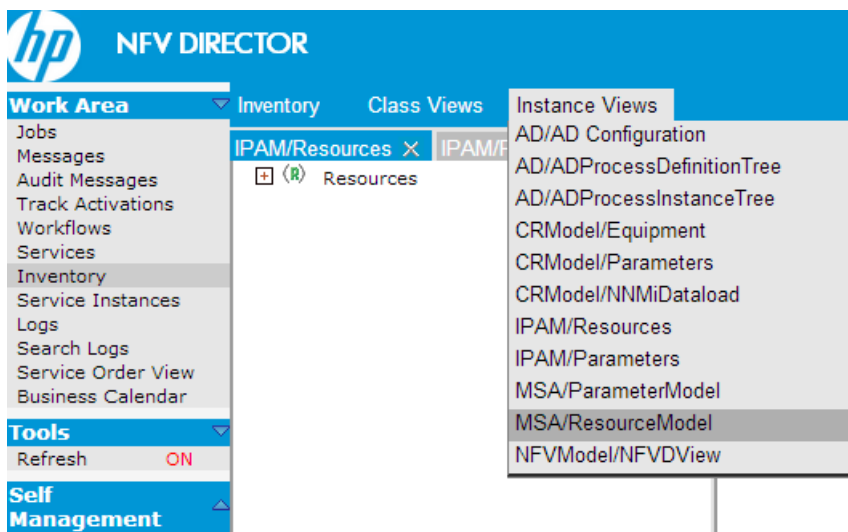 hp NFV DIRECTOR
Work Area Inventory Class Views Instance Views
Jobs
Messages
Audit Messages
Track Activations
Workflows
Services
Inventory
Service Instances
Logs
Search Logs
Service Order View
Business Calendar
Tools
Refresh ON
Self
Management
IPAM/Resources IPAM/
(R) Resources
AD/AD Configuration
AD/ADProcessDefinitionTree
AD/ADProcessInstanceTree
CRModel/Equipment
CRModel/Parameters
CRModel/NNMiDataload
IPAM/Resources
IPAM/Parameters
MSA/ParameterModel
MSA/ResourceModel
NFVModel/NFVDView